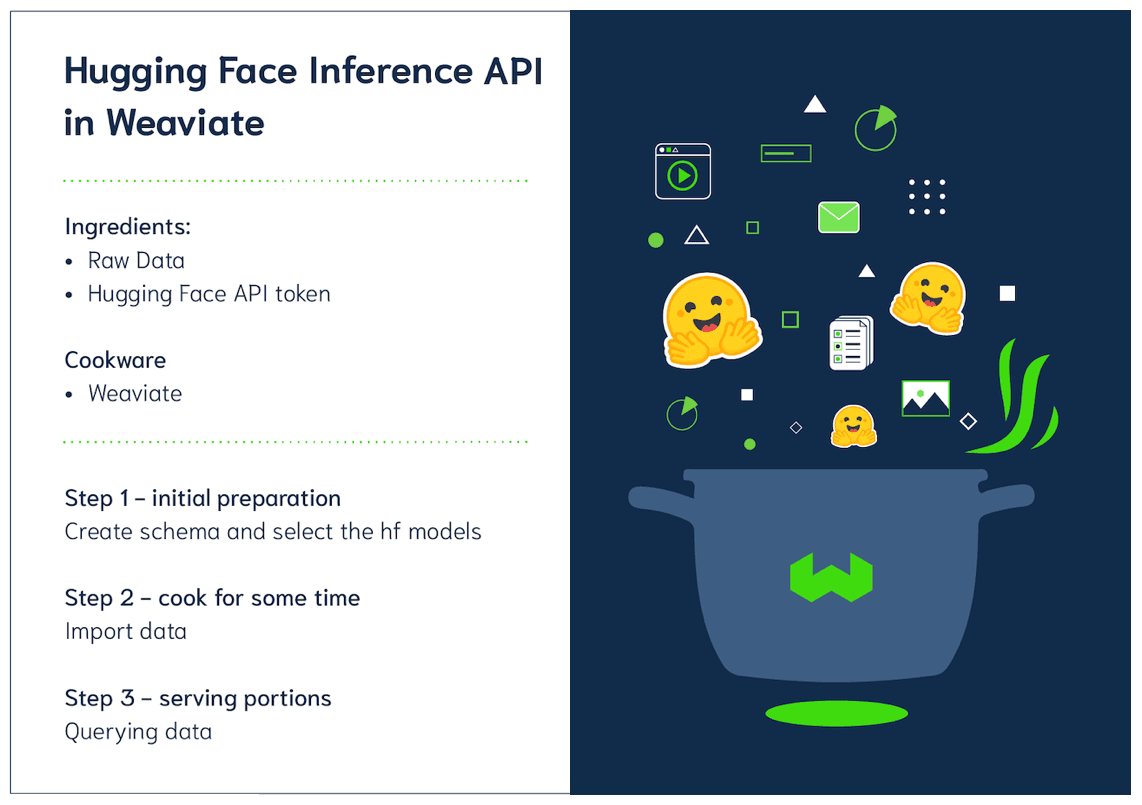 Hugging Face Inference API
in Weaviate
Ingredients:
• Raw Data
• Hugging Face API token
Cookware
• Weaviate
Step 1 – initial preparation
Create schema and select the hf models
Step 2 – cook for some time
Import data
Step 3 – serving portions
Querying data